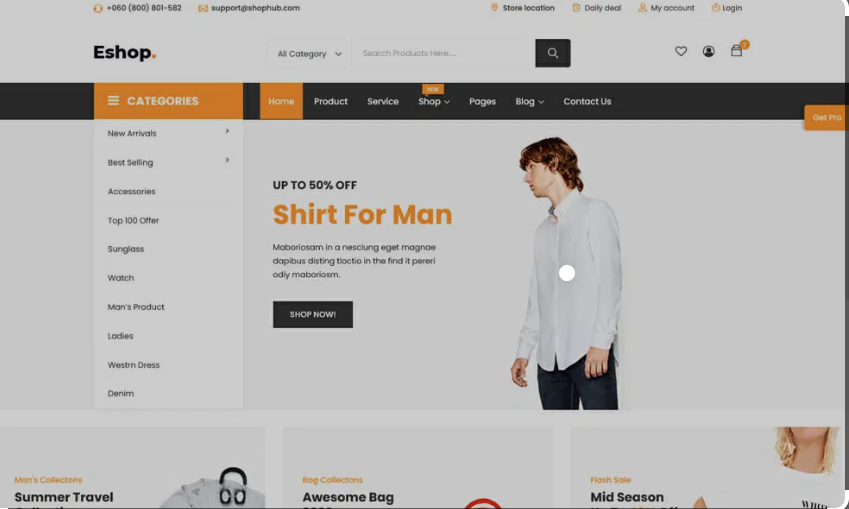 +060 (800) 801-582
support@shophub.com
Store location
Daily deal
My account
Login
Eshop.
All Category
Search Products Here.....
2
CATEGORIES
Home
Product
Service
Shop
NEW
Pages
Blog
Contact Us
Get Pro
New Arrivals
Best Selling
Accessories
Top 100 Offer
Sunglass
Watch
Man's Product
Ladies
Westrn Dress
Denim
UP TO 50% OFF
Shirt For Man
Maboriosam in a nesciung eget magnae
dapibus disting tloctio in the find it pereri
odiy maboriosm.
SHOP NOW!
Man's Collectons
Summer Travel
Bag Collectons
Awesome Bag
Flash Sale
Mid Season